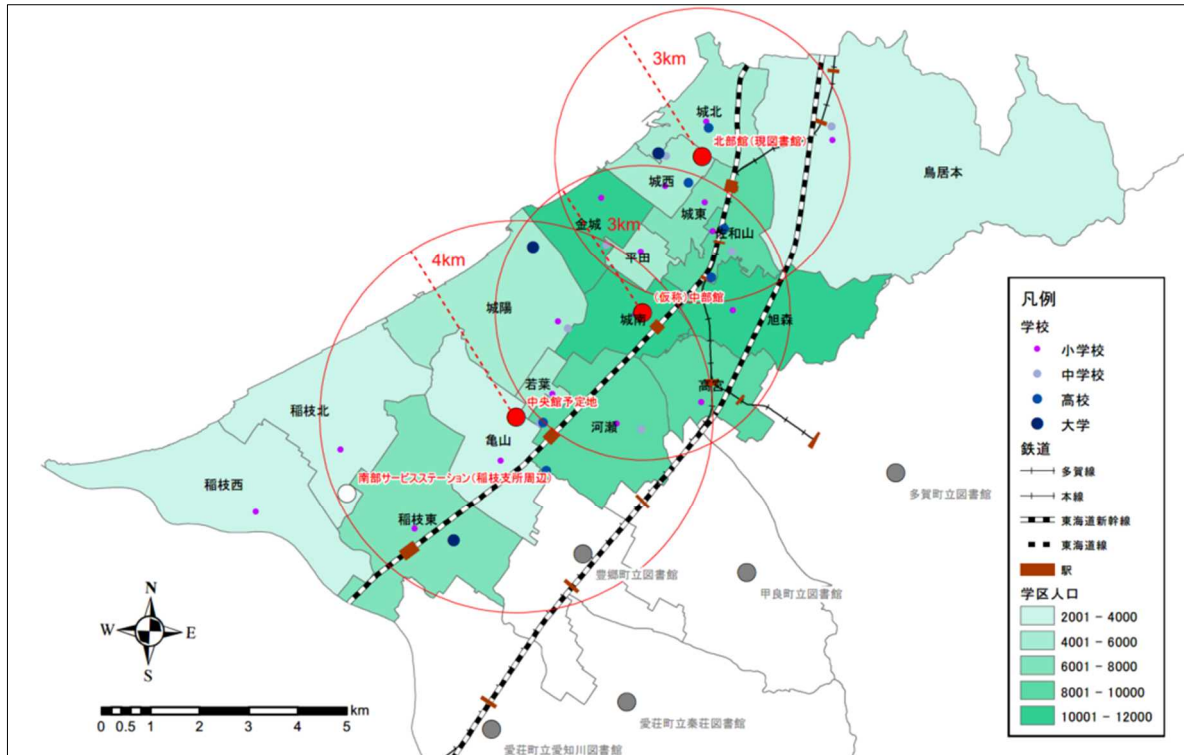 3km
城北
北部館(現図書館)
鳥居本
城西
金城
3km
城東
佐和山
平田
4km
城陽
(仮称)中部館
城南
旭森
若葉
高宮
中央館予定地
稲枝北
亀山
河瀬
南部サービスステーション(稲枝支所周辺)
稲枝西
稲枝東
多賀町立図書館
豊郷町立図書館
甲良町立図書館
愛荘町立秦荘図書館
愛荘町立愛知川図書館
N
W
E
S
0 0.5 1 2 3 4 5
km
凡例
学校
小学校
中学校
高校
大学
鉄道
多賀線
本線
東海道新幹線
東海道線
駅
学区人口
2001 - 4000
4001 - 6000
6001 - 8000
8001 - 10000
10001 - 12000